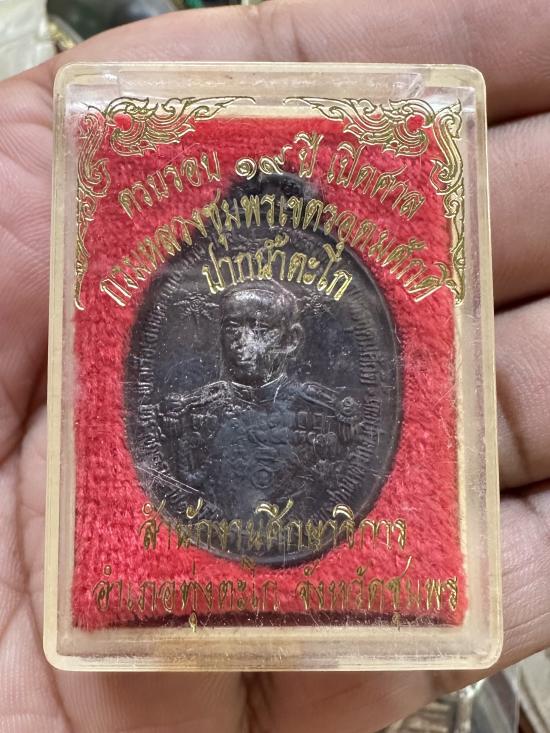 ครบรอบ ๑๙ ปี เปิดศาล
กรมหลวงชุมพรเขตรอุดมศักดิ์
ปากน้ำตะโก
สำนักงานศึกษาธิการ
อำเภอทุ่งตะโก จังหวัดชุมพร